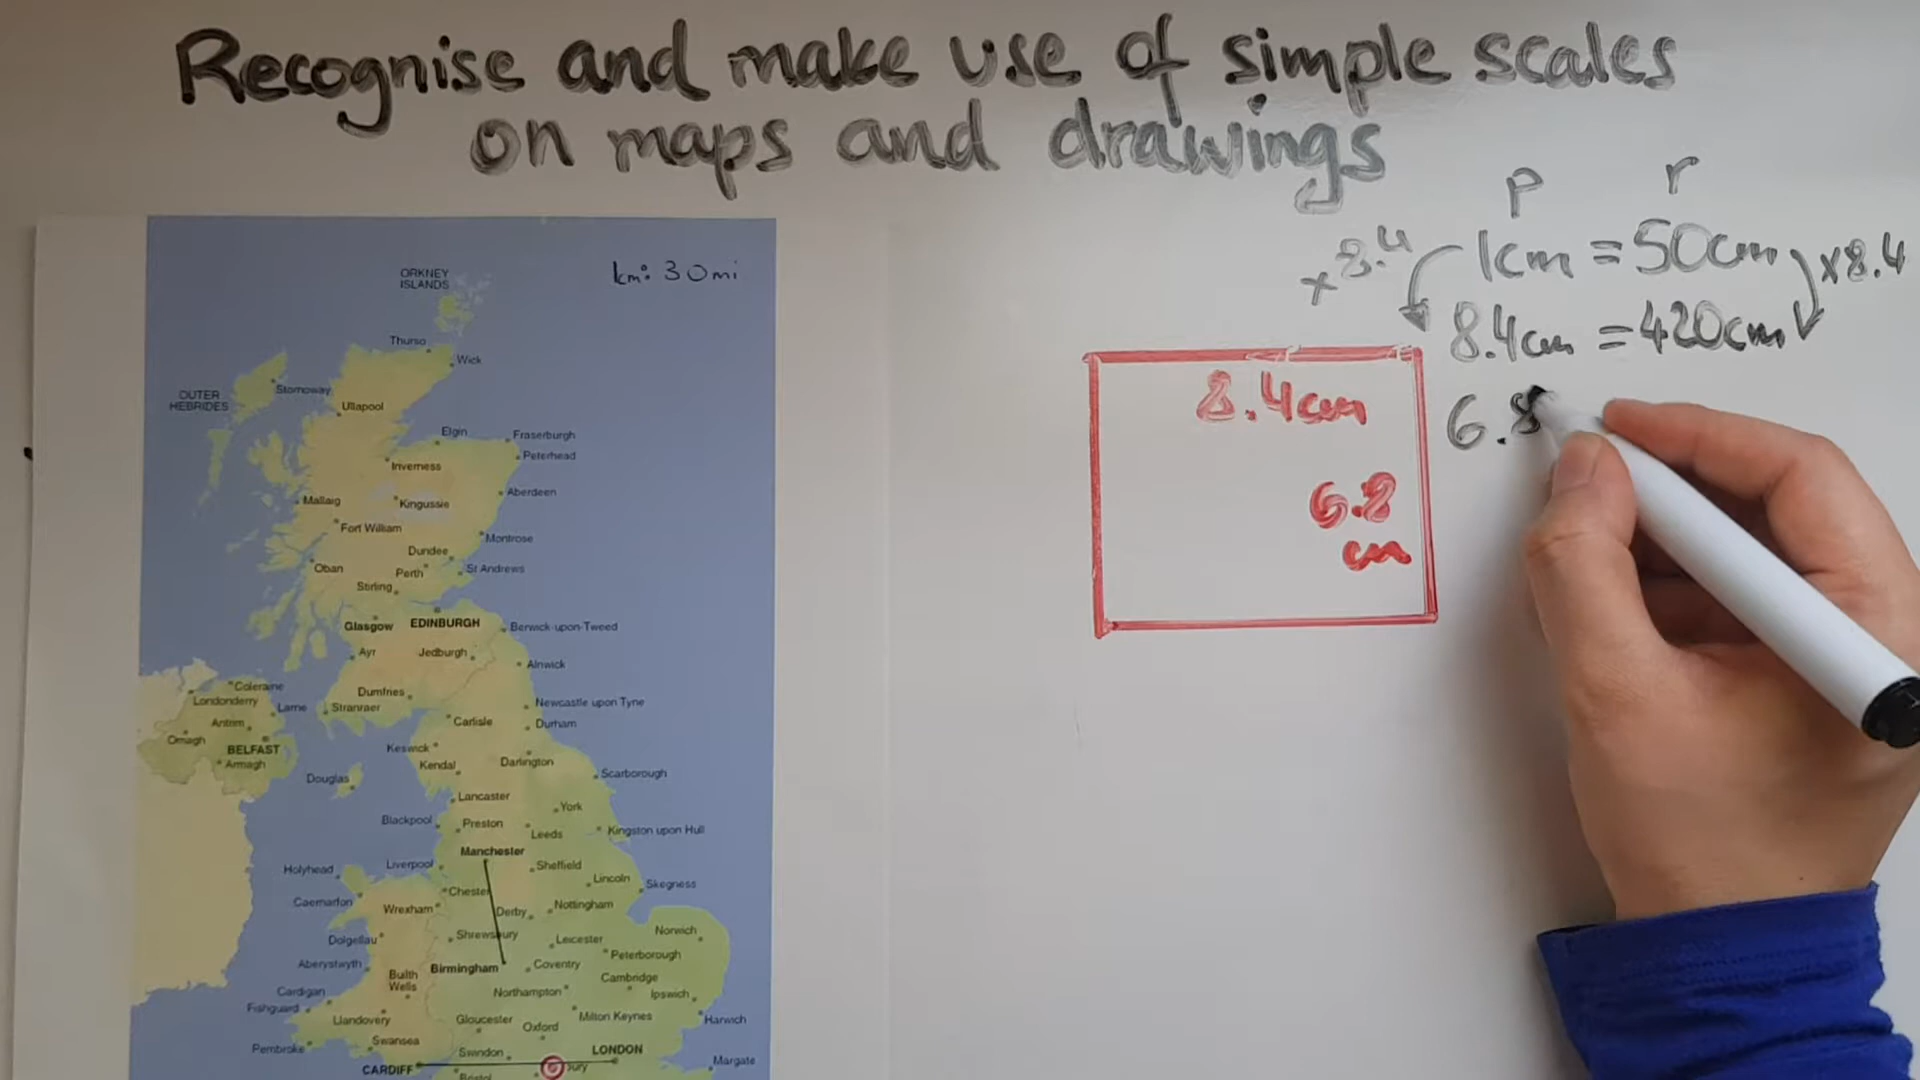 Recognise and make use of simple scales
on maps and drawings
p r
×8.4 1cm = 50cm ×8.4
8.4cm = 420cm
6.8
8.4cm
6.8
cm
1cm: 30mi
ORKNEY
ISLANDS
Thurso
Wick
OUTER
HEBRIDES
Stornoway
Ullapool
Elgin
Fraserburgh
Peterhead
Inverness
Aberdeen
Mallaig
Kingussie
Fort William
Montrose
Dundee
Oban
Perth
St Andrews
Stirling
Glasgow
EDINBURGH
Berwick-upon-Tweed
Ayr
Jedburgh
Alnwick
Dumfries
Coleraine
Londonderry
Larne
Stranraer
Newcastle upon Tyne
Antrim
Carlisle
Durham
Omagh
BELFAST
Keswick
Armagh
Kendal
Darlington
Douglas
Scarborough
Lancaster
York
Blackpool
Preston
Leeds
Kingston upon Hull
Manchester
Holyhead
Liverpool
Sheffield
Lincoln
Skegness
Chester
Caernarfon
Wrexham
Derby
Nottingham
Dolgellau
Shrewsbury
Leicester
Norwich
Peterborough
Aberystwyth
Birmingham
Coventry
Builth
Wells
Cambridge
Cardigan
Northampton
Ipswich
Fishguard
Llandovery
Gloucester
Oxford
Milton Keynes
Harwich
Pembroke
Swansea
Swindon
LONDON
Margate
CARDIFF
Bristol